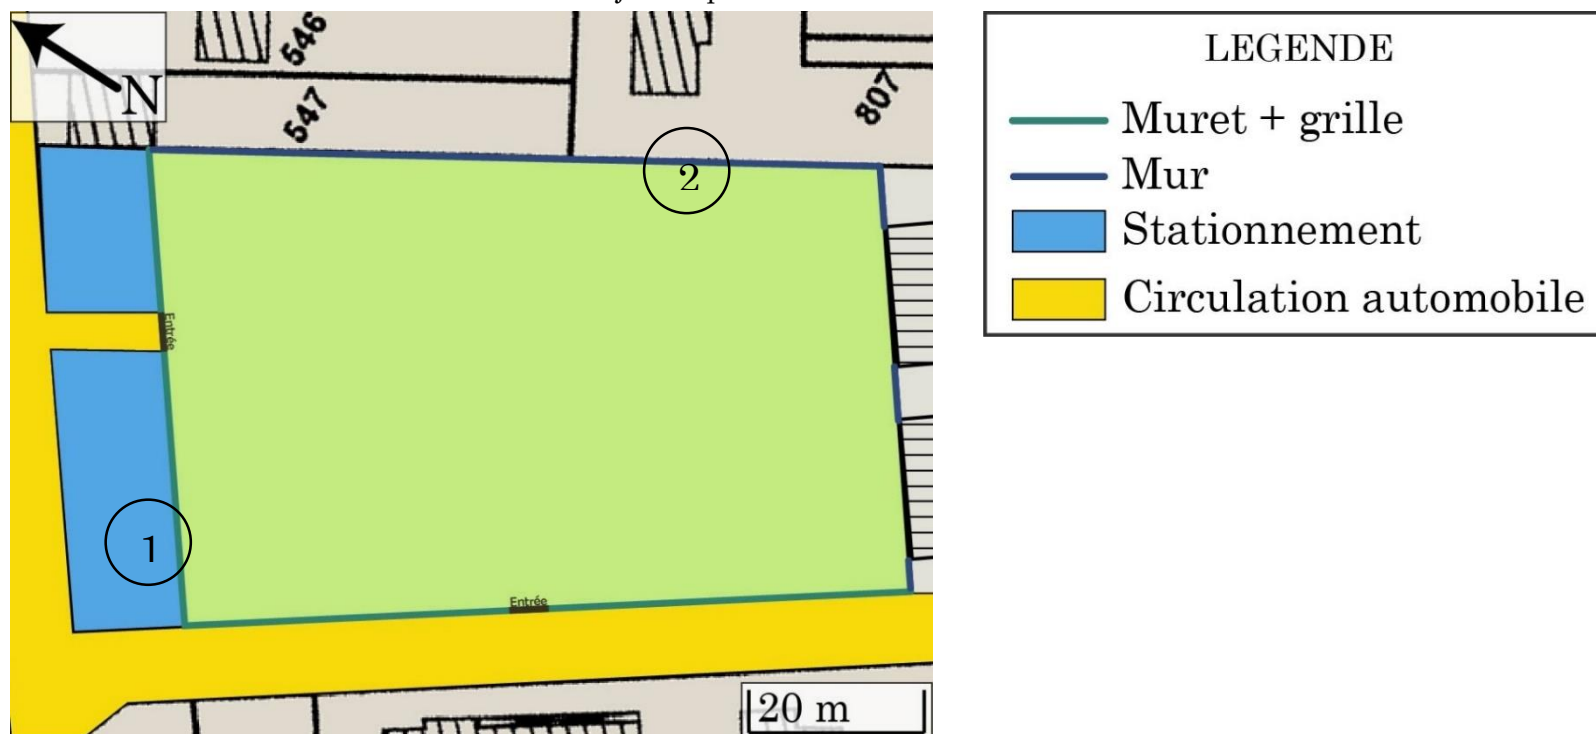 546
547
807
N
2
Entrée
1
Entrée
20 m
LEGENDE
Muret + grille
Mur
Stationnement
Circulation automobile